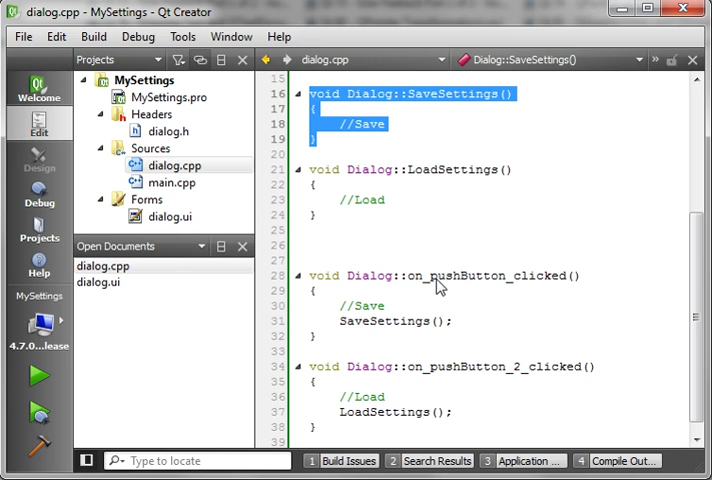 dialog.cpp - MySettings - Qt Creator
File Edit Build Debug Tools Window Help
Projects
dialog.cpp
Dialog::SaveSettings()
Welcome
Edit
Design
Debug
Projects
Help
MySettings
4.7.0...lease
MySettings
MySettings.pro
Headers
dialog.h
Sources
dialog.cpp
main.cpp
Forms
dialog.ui
Open Documents
dialog.cpp
dialog.ui
15
16 void Dialog::SaveSettings()
17 {
18 //Save
19 }
20
21 void Dialog::LoadSettings()
22 {
23 //Load
24 }
25
26
27
28 void Dialog::on_pushButton_clicked()
29 {
30 //Save
31 SaveSettings();
32 }
33
34 void Dialog::on_pushButton_2_clicked()
35 {
36 //Load
37 LoadSettings();
38 }
39
Type to locate
1 Build Issues
2 Search Results
3 Application ...
4 Compile Out...